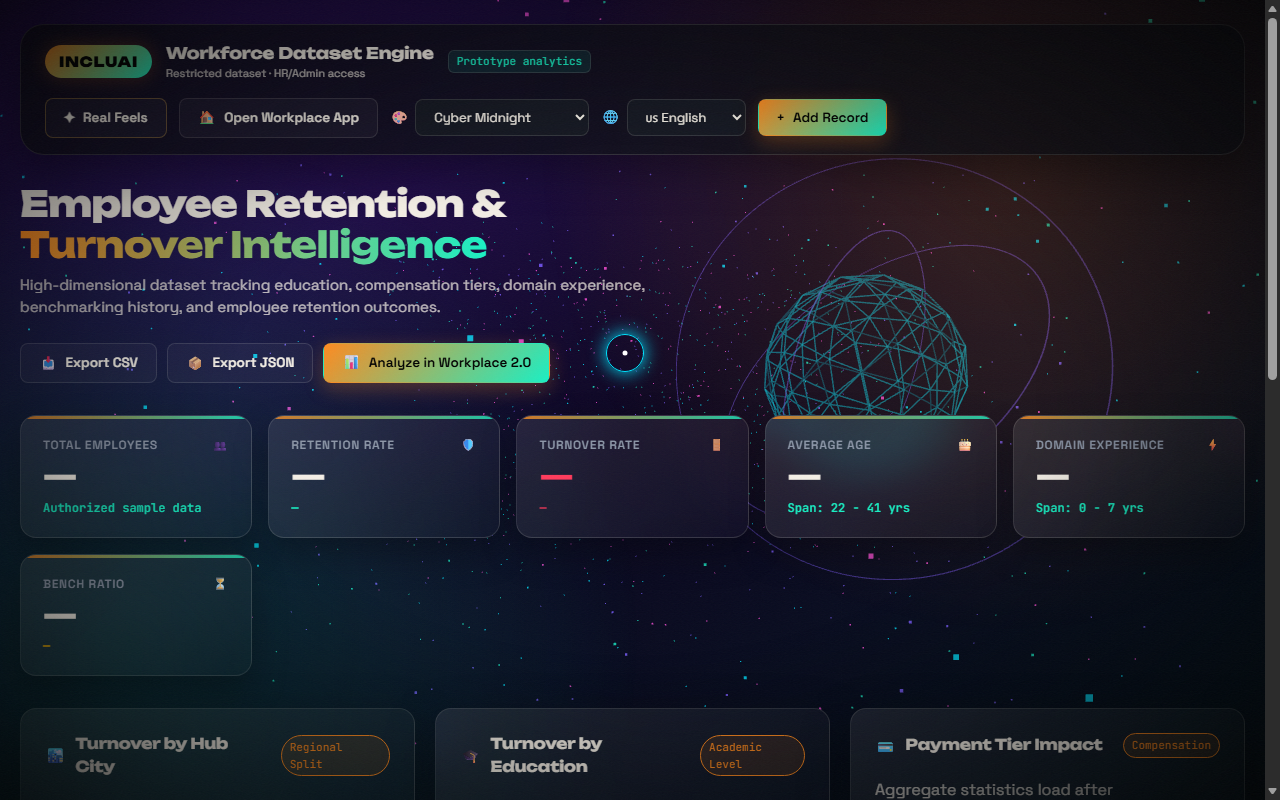 INCLUAI
Workforce Dataset Engine
Restricted dataset · HR/Admin access
Prototype analytics
Real Feels
Open Workplace App
Cyber Midnight
us English
+ Add Record
Employee Retention &
Turnover Intelligence
High-dimensional dataset tracking education, compensation tiers, domain experience,
benchmarking history, and employee retention outcomes.
Export CSV
Export JSON
Analyze in Workplace 2.0
TOTAL EMPLOYEES
—
Authorized sample data
RETENTION RATE
—
—
TURNOVER RATE
—
—
AVERAGE AGE
—
Span: 22 - 41 yrs
DOMAIN EXPERIENCE
—
Span: 0 - 7 yrs
BENCH RATIO
—
—
Turnover by Hub
City
Regional
Split
Turnover by
Education
Academic
Level
Payment Tier Impact
Compensation
Aggregate statistics load after